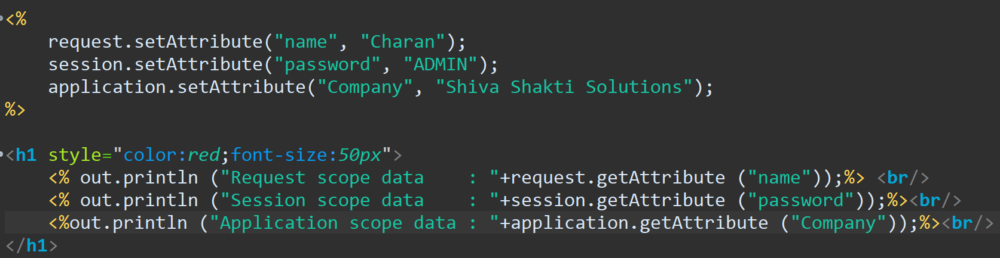 <%
    request.setAttribute("name", "Charan");
    session.setAttribute("password", "ADMIN");
    application.setAttribute("Company", "Shiva Shakti Solutions");
%>
<h1 style="color:red;font-size:50px">
    <% out.println ("Request scope data    : "+request.getAttribute ("name"));%> <br/>
    <% out.println ("Session scope data    : "+session.getAttribute ("password"));%><br/>
    <%out.println ("Application scope data : "+application.getAttribute ("Company"));%><br/>
</h1>